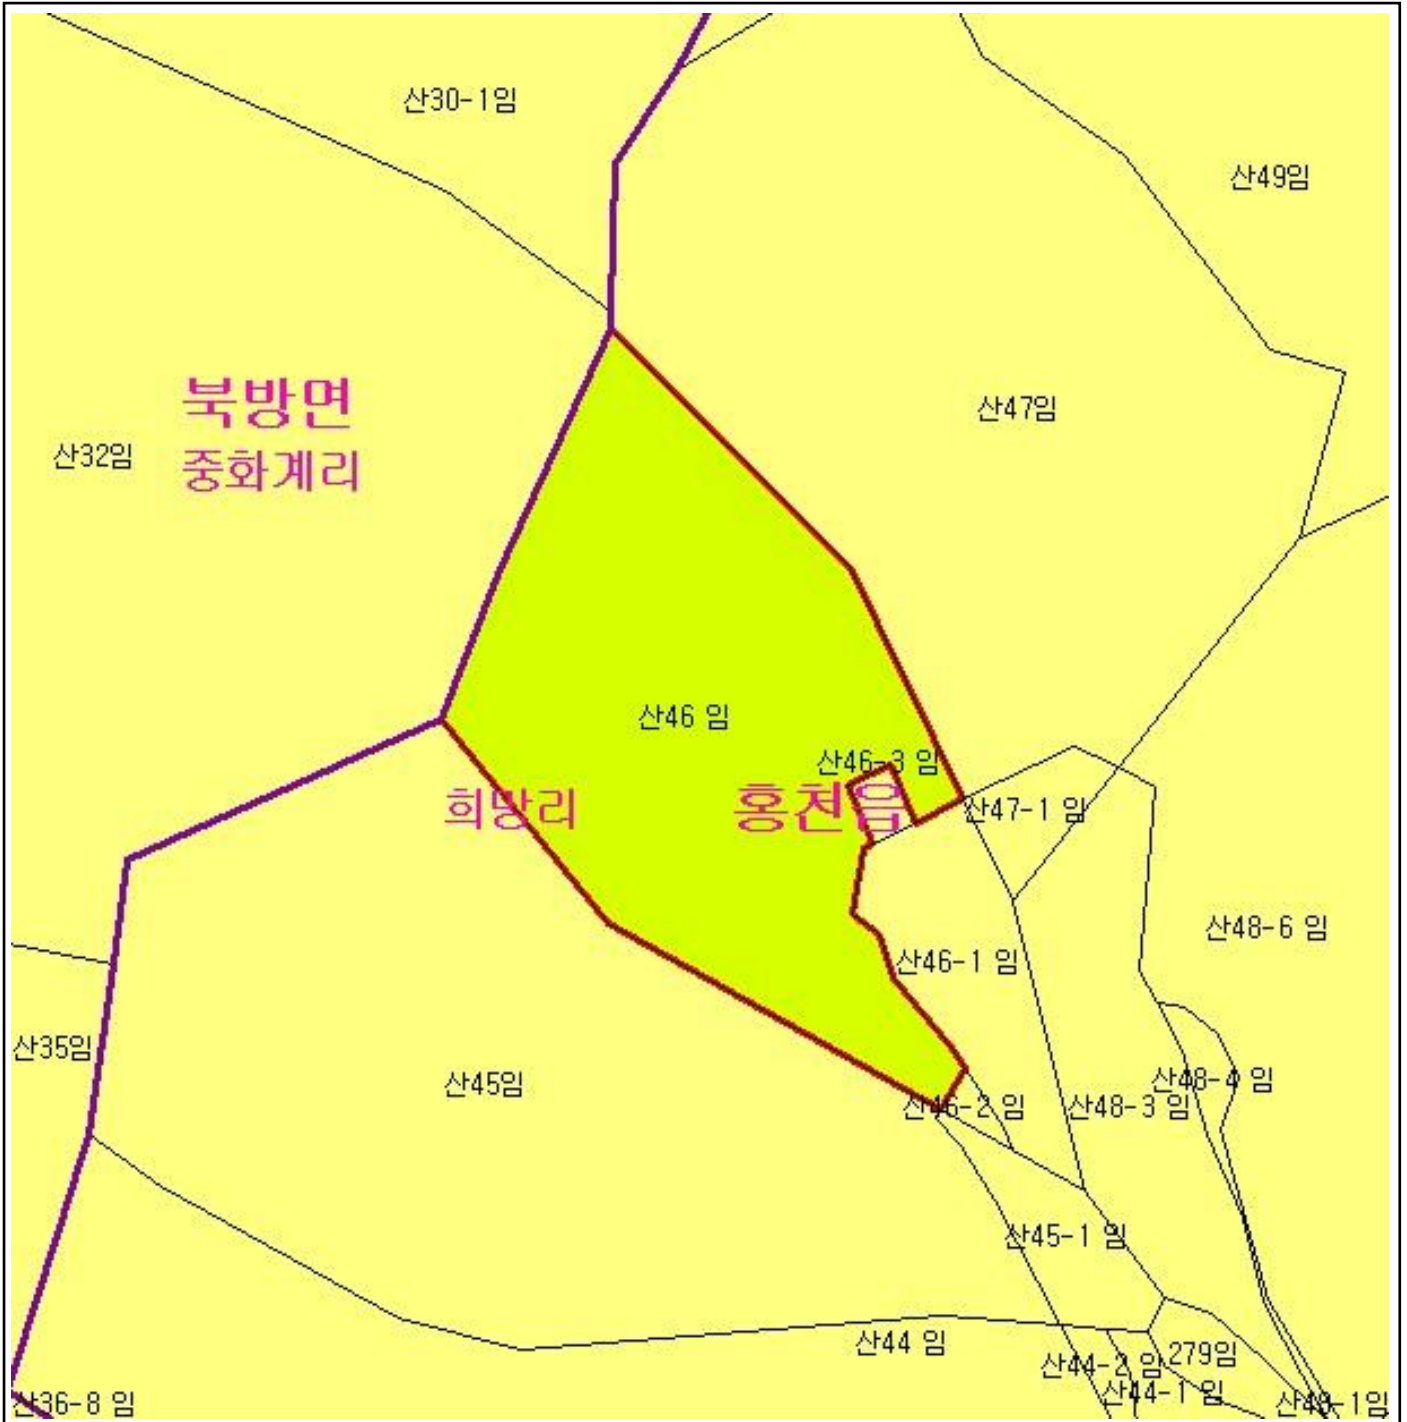 산30-1임
산49임
북방면
산47임
산32임
중화계리
산46 임
산46-3 임
희망리
홍천읍
산47-1 임
산48-6 임
산46-1 임
산35임
산45임
산48-4 임
산46-2 임
산48-3 임
산45-1 임
산44 임
279임
산44-2 임
산44-1 임
산36-8 임
산48-1임